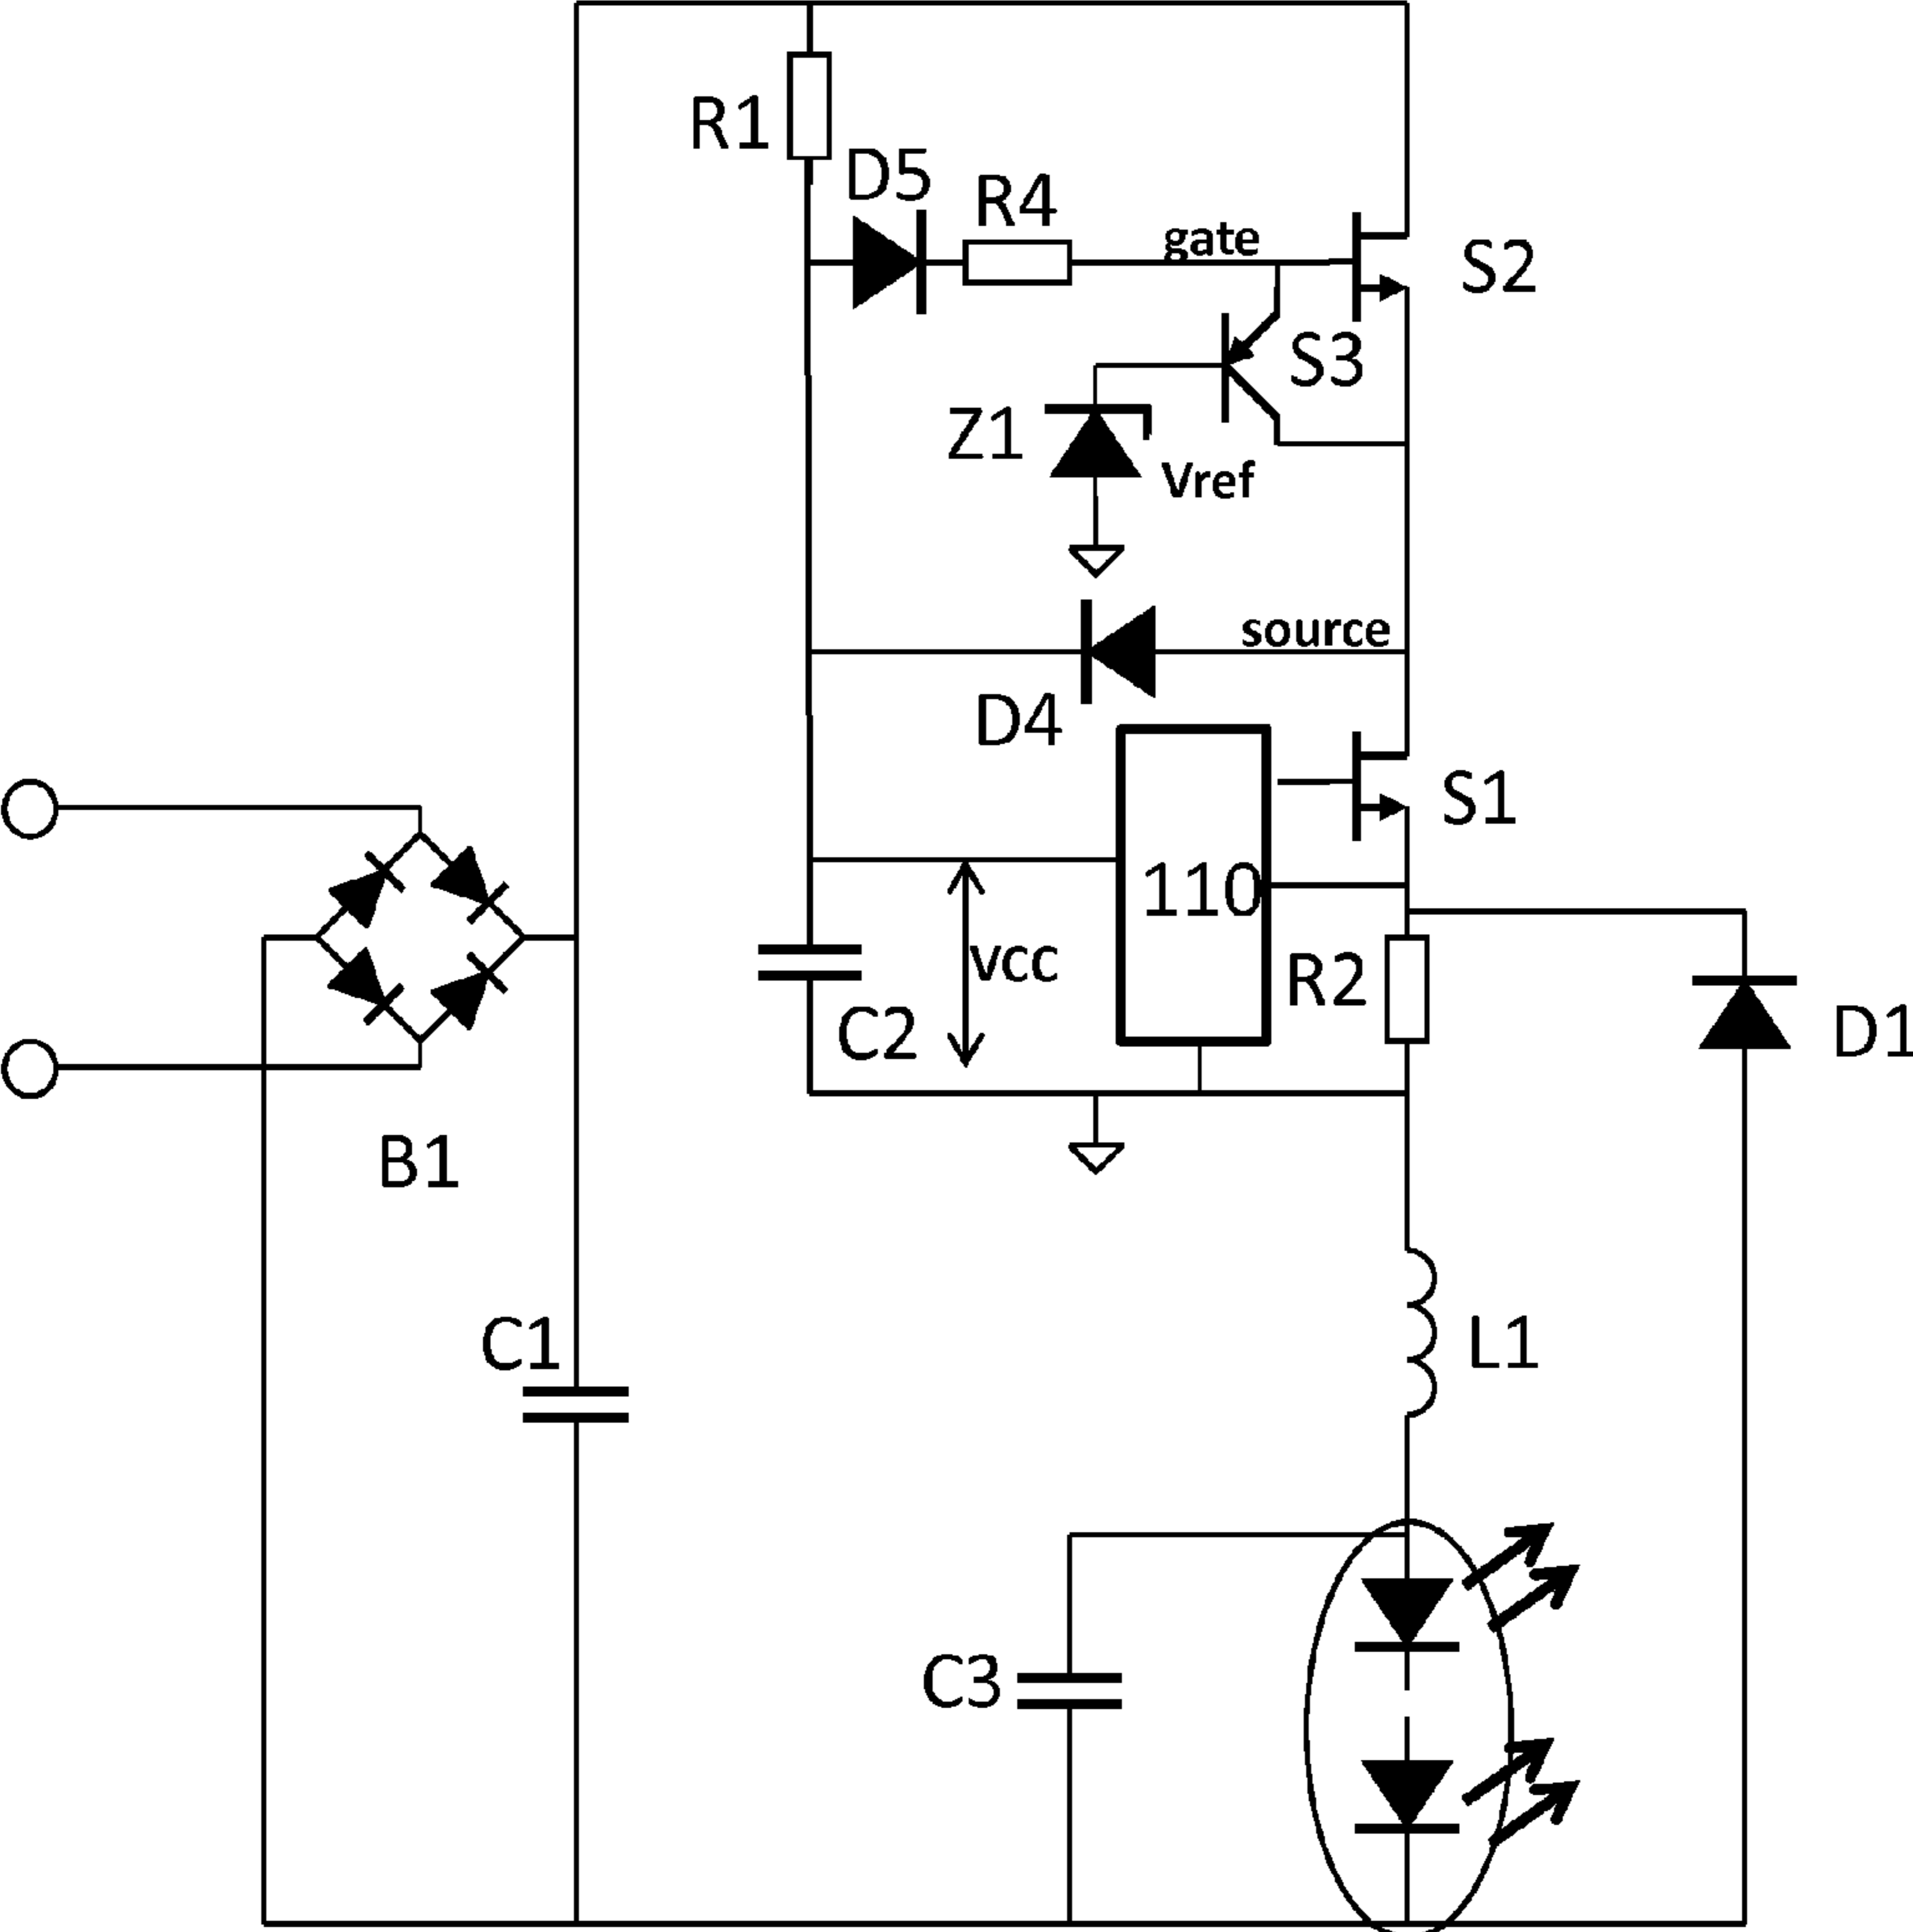 R1
D5
R4
gate
S2
S3
Z1
Vref
source
D4
S1
110
vcc
R2
C2
D1
B1
C1
L1
C3